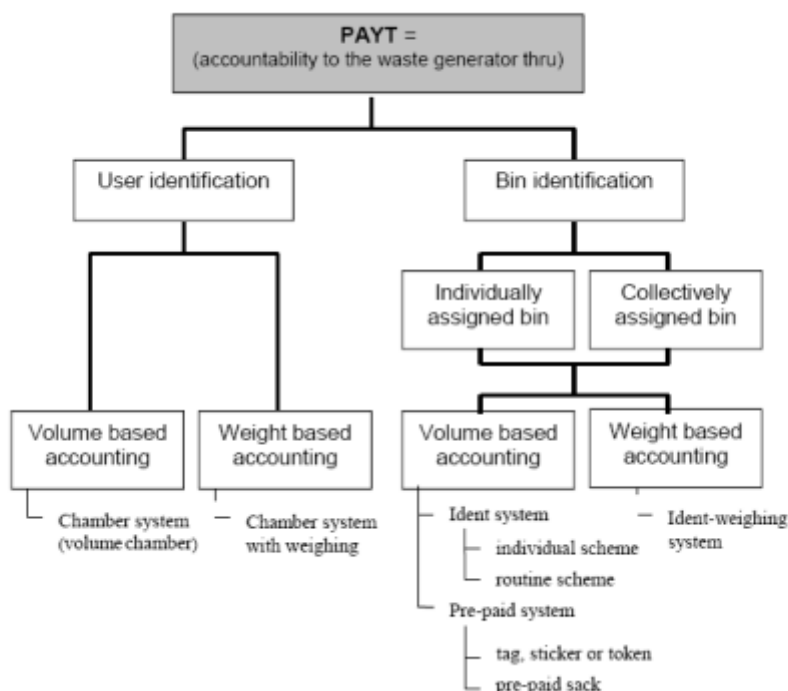 PAYT =
(accountability to the waste generator thru)
User identification
Bin identification
Individually
assigned bin
Collectively
assigned bin
Volume based
accounting
Weight based
accounting
Volume based
accounting
Weight based
accounting
Chamber system
(volume chamber)
Chamber system
with weighing
Ident system
individual scheme
routine scheme
Pre-paid system
tag, sticker or token
pre-paid sack
Ident-weighing
system